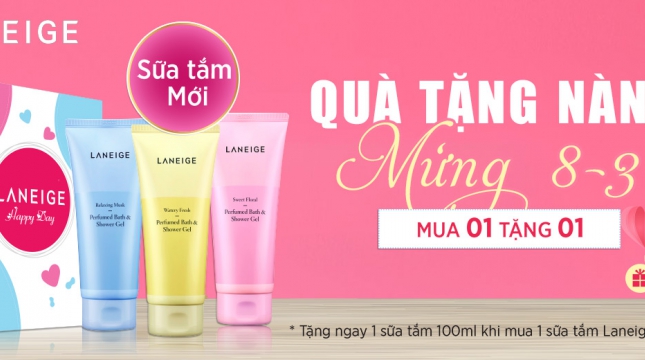 EIGE
Sữa tắm
Mới
QUÀ TẶNG NÀN
Mừng 8-3
MUA 01 TẶNG 01
LANEIGE
Happy Day
LANEIGE
Relaxing Musk
Perfumed Bath &
Shower Gel
LANEIGE
Watery Fresh
Perfumed Bath &
Shower Gel
LANEIGE
Sweet Floral
Perfumed Bath &
Shower Gel
* Tặng ngay 1 sữa tắm 100ml khi mua 1 sữa tắm Laneig